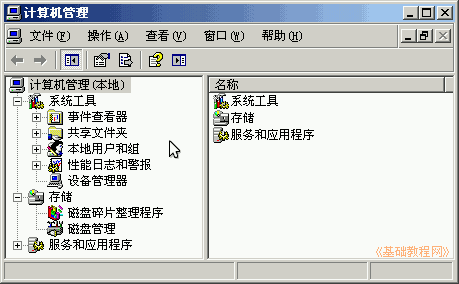 计算机管理
文件(F) 操作(A) 查看(V) 窗口(W) 帮助(H)
计算机管理(本地)
系统工具
事件查看器
共享文件夹
本地用户和组
性能日志和警报
设备管理器
存储
磁盘碎片整理程序
磁盘管理
服务和应用程序
名称
系统工具
存储
服务和应用程序
《基础教程网》